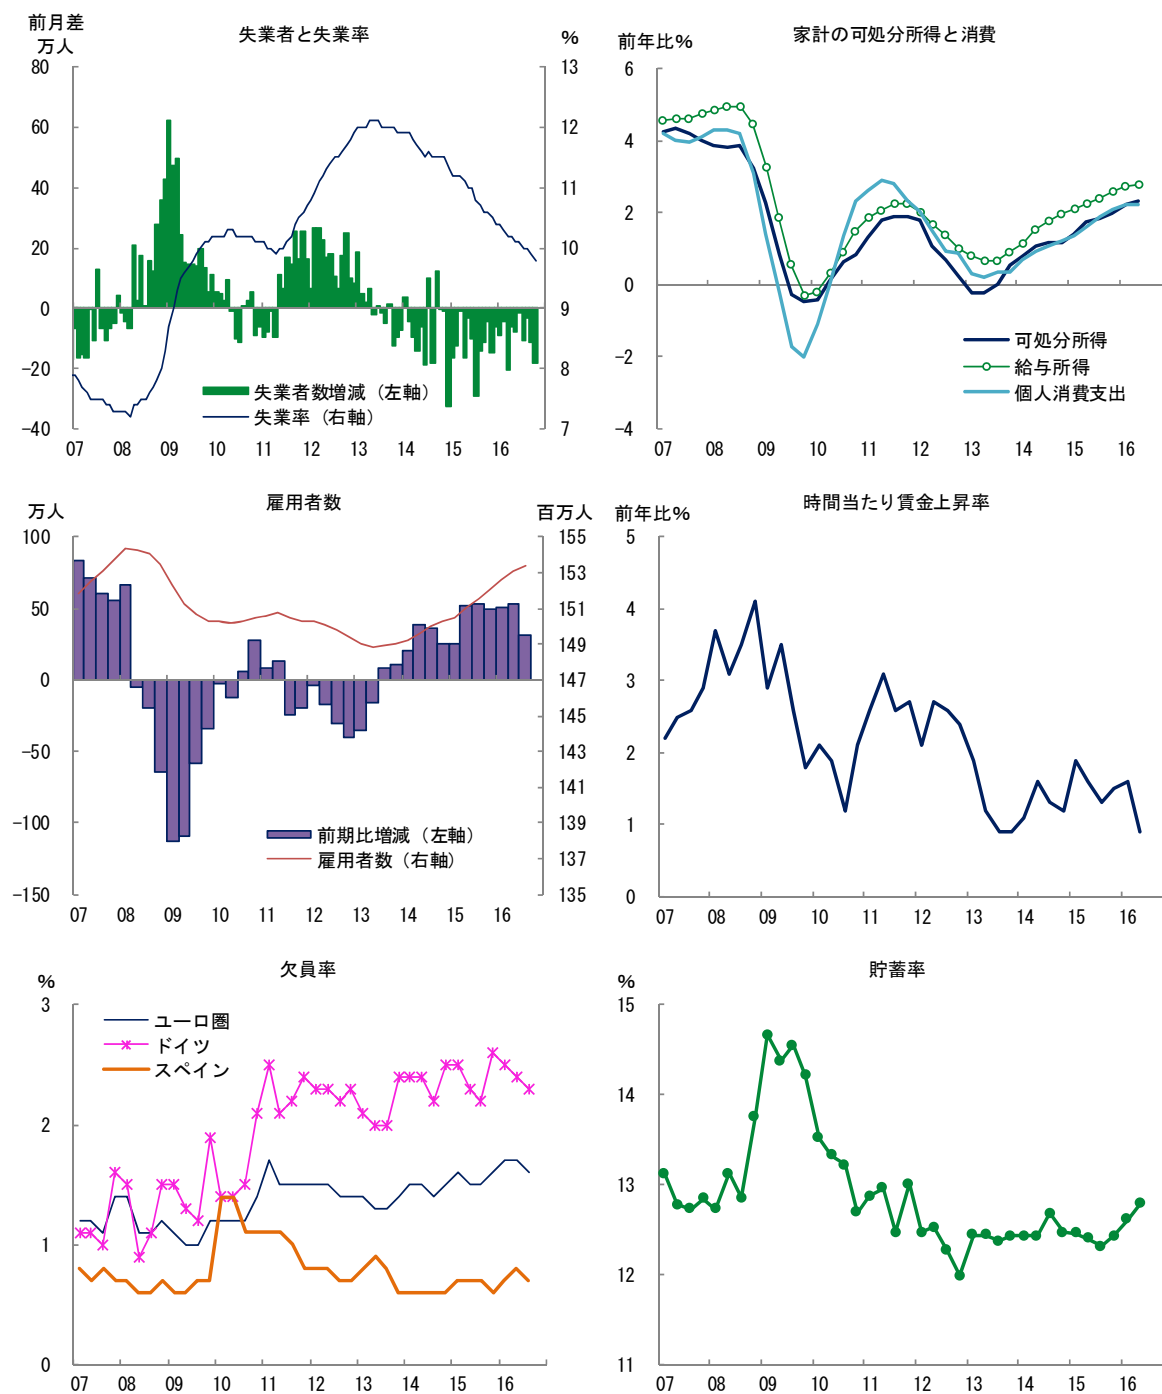 失業者と失業率
前月差
万人
%
80
60
40
20
0
-20
-40
13
12
11
10
9
8
7
失業者数増減（左軸）
失業率（右軸）
07 08 09 10 11 12 13 14 15 16
家計の可処分所得と消費
前年比%
6
4
2
0
-2
-4
可処分所得
給与所得
個人消費支出
07 08 09 10 11 12 13 14 15 16
雇用者数
万人
百万人
100
50
0
-50
-100
-150
155
153
151
149
147
145
143
141
139
137
135
前期比増減（左軸）
雇用者数（右軸）
07 08 09 10 11 12 13 14 15 16
時間当たり賃金上昇率
前年比%
5
4
3
2
1
0
07 08 09 10 11 12 13 14 15 16
欠員率
%
3
2
1
0
ユーロ圏
ドイツ
スペイン
07 08 09 10 11 12 13 14 15 16
貯蓄率
%
15
14
13
12
11
07 08 09 10 11 12 13 14 15 16